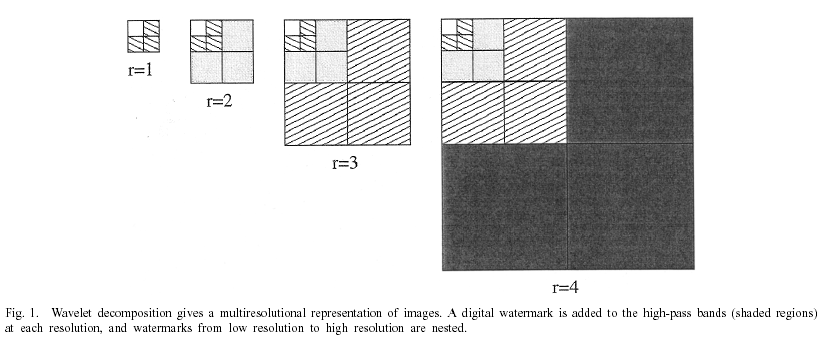 r=1
r=2
r=3
r=4
Fig. 1. Wavelet decomposition gives a multiresolutional representation of images. A digital watermark is added to the high-pass bands (shaded regions)
at each resolution, and watermarks from low resolution to high resolution are nested.